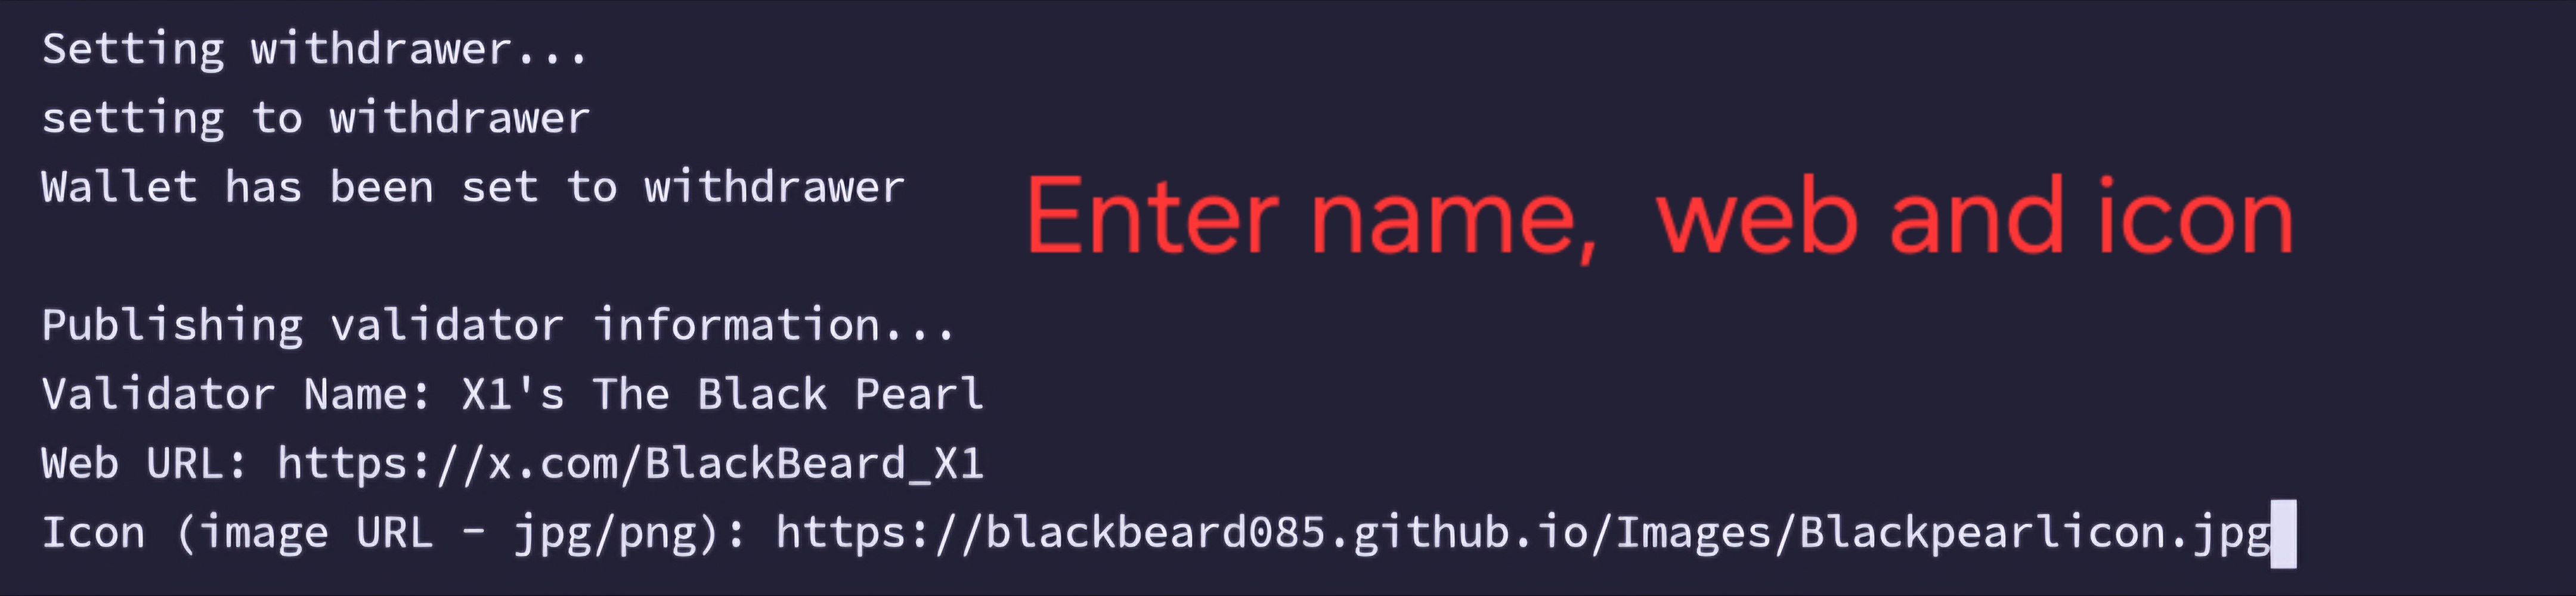 Setting withdrawer...
setting to withdrawer
Wallet has been set to withdrawer
Enter name, web and icon
Publishing validator information...
Validator Name: X1's The Black Pearl
Web URL: https://x.com/BlackBeard_X1
Icon (image URL - jpg/png): https://blackbeard085.github.io/Images/Blackpearlicon.jpg